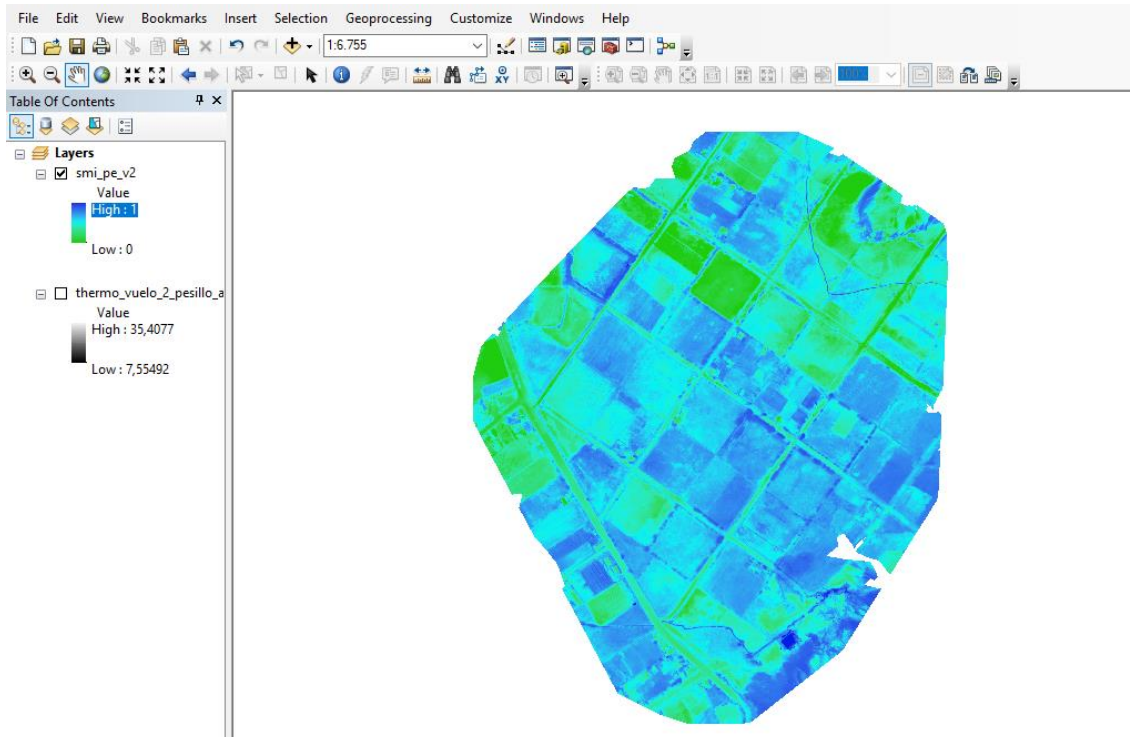 File Edit View Bookmarks Insert Selection Geoprocessing Customize Windows Help
1:6.755
Table Of Contents
Layers
smi_pe_v2
Value
High : 1
Low : 0
thermo_vuelo_2_pesillo_a
Value
High : 35,4077
Low : 7,55492